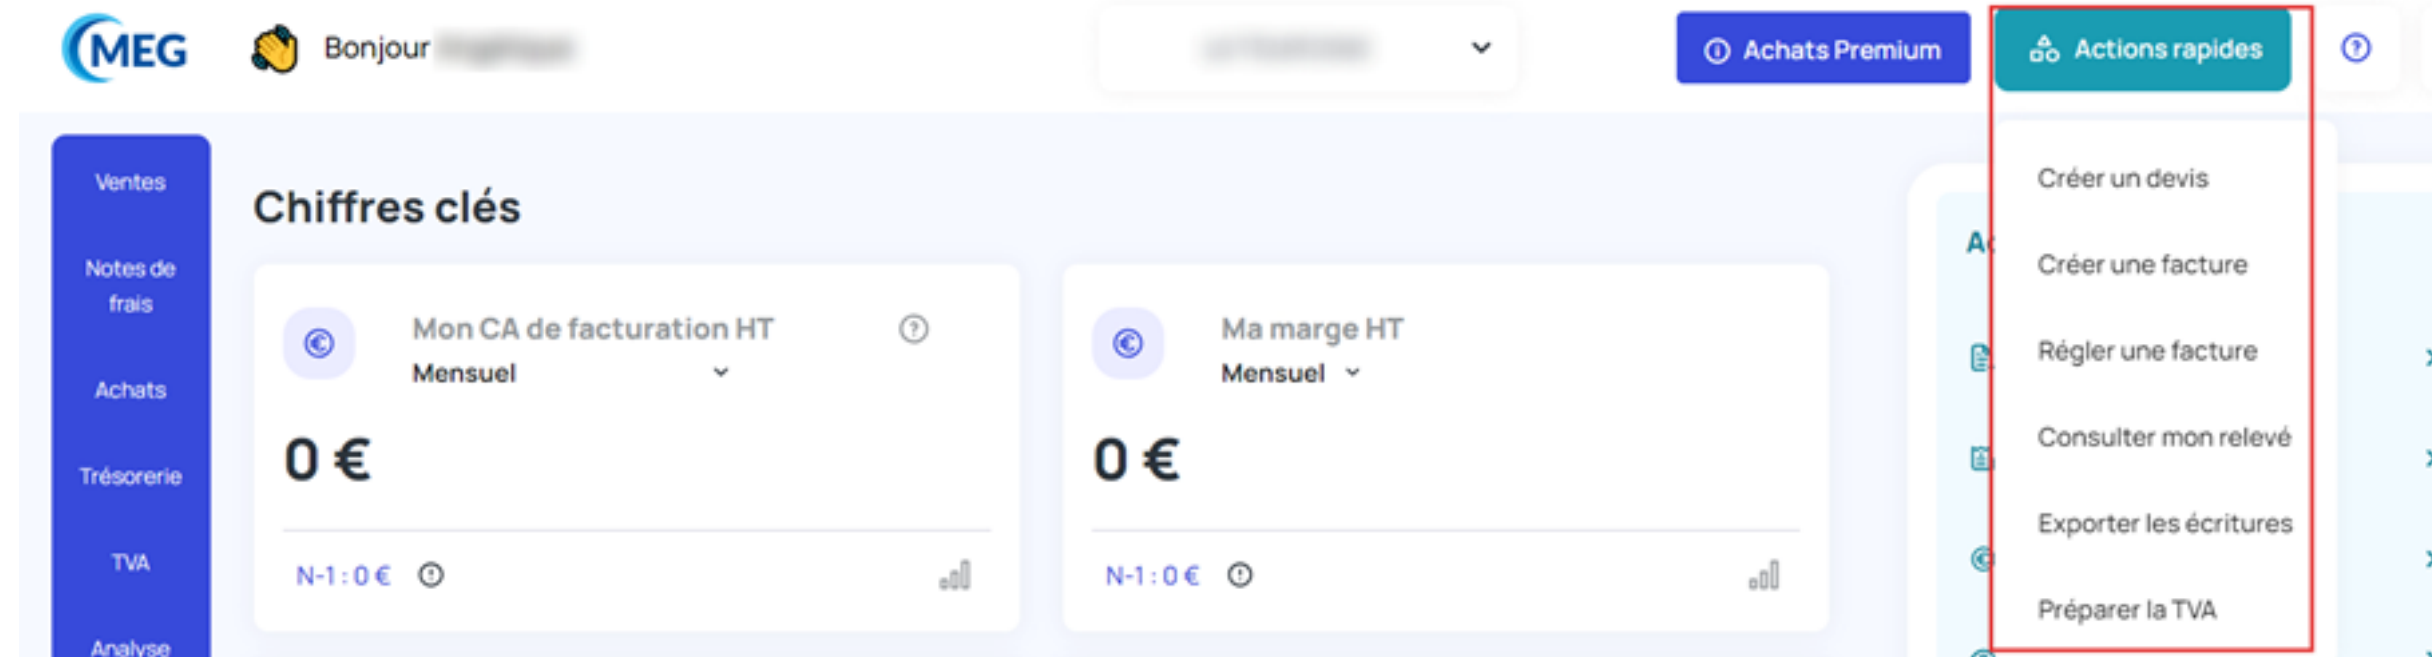 MEG
Bonjour
Achats Premium
Actions rapides
Ventes
Notes de
frais
Achats
Trésorerie
TVA
Analyse
Chiffres clés
Mon CA de facturation HT
Mensuel
0 €
N-1 : 0 €
Ma marge HT
Mensuel
0 €
N-1 : 0 €
Créer un devis
Créer une facture
Régler une facture
Consulter mon relevé
Exporter les écritures
Préparer la TVA